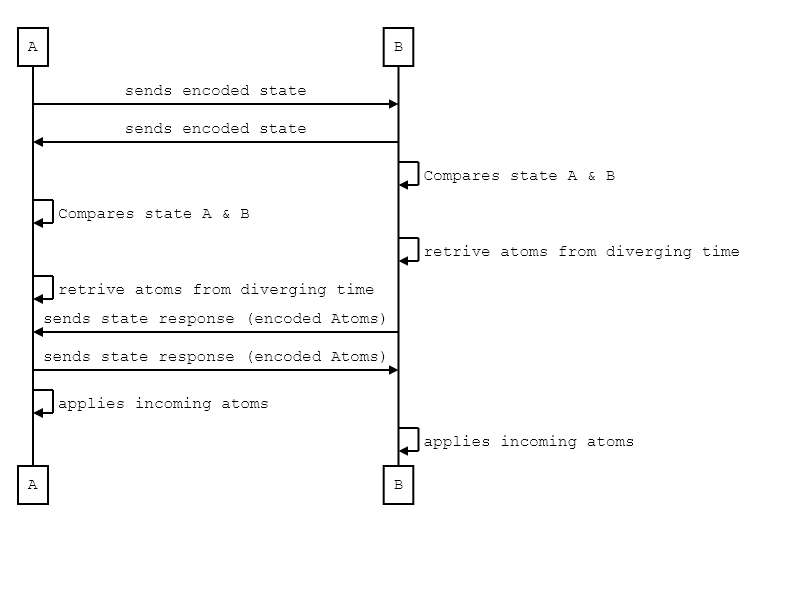 A
B
sends encoded state
sends encoded state
Compares state A & B
Compares state A & B
retrive atoms from diverging time
retrive atoms from diverging time
sends state response (encoded Atoms)
sends state response (encoded Atoms)
applies incoming atoms
applies incoming atoms
A
B